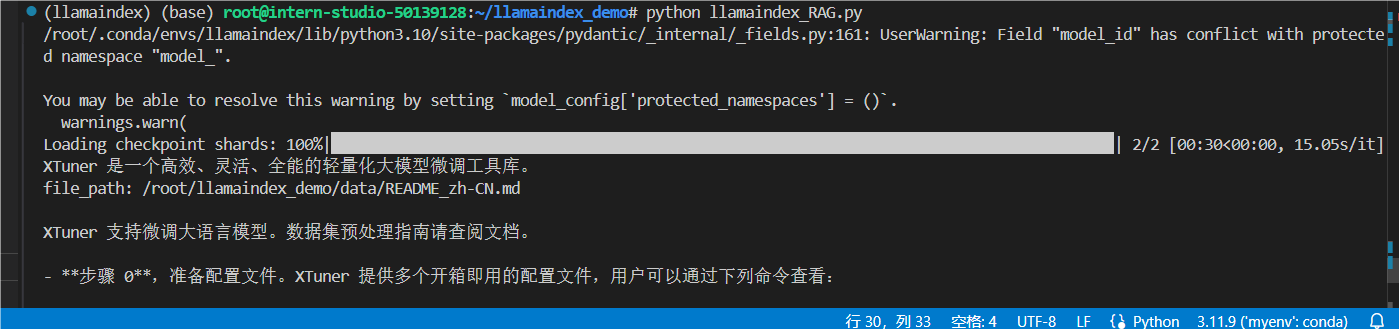 (llamaindex) (base) root@intern-studio-50139128:~/llamaindex_demo# python llamaindex_RAG.py
/root/.conda/envs/llamaindex/lib/python3.10/site-packages/pydantic/_internal/_fields.py:161: UserWarning: Field "model_id" has conflict with protecte
d namespace "model_".
You may be able to resolve this warning by setting `model_config['protected_namespaces'] = ()`.
warnings.warn(
Loading checkpoint shards: 100%| | 2/2 [00:30<00:00, 15.05s/it]
XTuner 是一个高效、灵活、全能的轻量化大模型微调工具库。
file_path: /root/llamaindex_demo/data/README_zh-CN.md
XTuner 支持微调大语言模型。数据集预处理指南请查阅文档。
- **步骤 0**，准备配置文件。XTuner 提供多个开箱即用的配置文件，用户可以通过下列命令查看：
行 30，列 33 空格: 4 UTF-8 LF Python 3.11.9 ('myenv': conda)